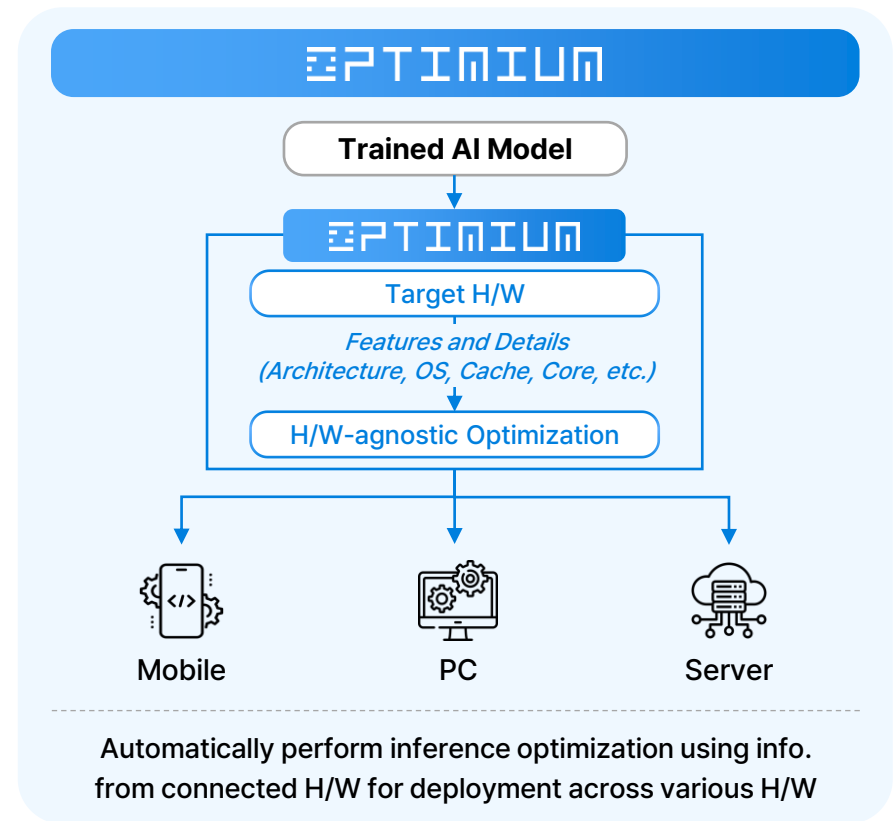 OPTIMIUM
Trained AI Model
OPTIMIUM
Target H/W
Features and Details
(Architecture, OS, Cache, Core, etc.)
H/W-agnostic Optimization
</>
Mobile
PC
Server
Automatically perform inference optimization using info.
from connected H/W for deployment across various H/W